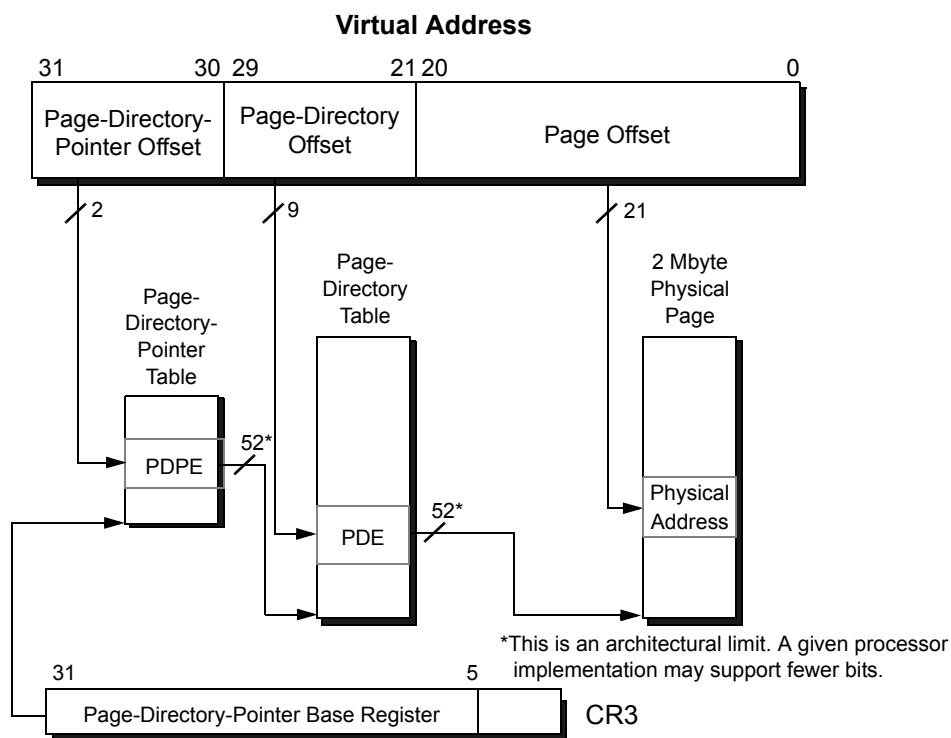 Virtual Address
31 30 29 21 20 0
Page-Directory-
Pointer Offset
Page-Directory
Offset
Page Offset
2
9
21
Page-
Directory-
Pointer
Table
Page-
Directory
Table
2 Mbyte
Physical
Page
PDPE
52*
PDE
52*
Physical
Address
*This is an architectural limit. A given processor
implementation may support fewer bits.
31 5
Page-Directory-Pointer Base Register
CR3